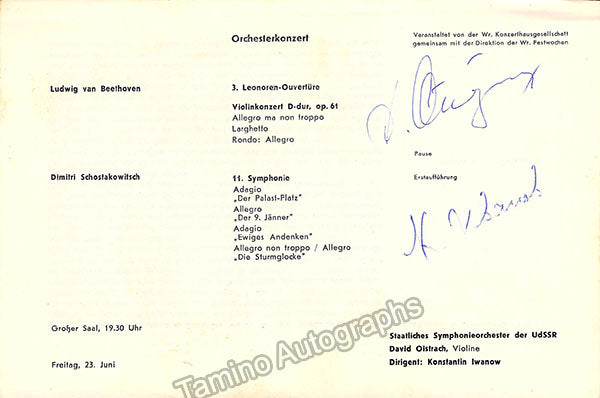 Orchesterkonzert
Veranstaltet von der Wr. Konzerthausgesellschaft
gemeinsam mit der Direktion der Wr. Festwochen
Ludwig van Beethoven
3. Leonoren-Ouvertüre
Violinkonzert D-dur, op. 61
Allegro ma non troppo
Larghetto
Rondo: Allegro
Pause
Dimitri Schostakowitsch
11. Symphonie
Erstaufführung
Adagio
„Der Palast-Platz"
Allegro
„Der 9. Jänner"
Adagio
„Ewiges Andenken"
Allegro non troppo / Allegro
„Die Sturmglocke"
Großer Saal, 19.30 Uhr
Freitag, 23. Juni
Staatliches Symphonieorchester der UdSSR
David Oistrach, Violine
Dirigent: Konstantin Iwanow
Tamino Autographs